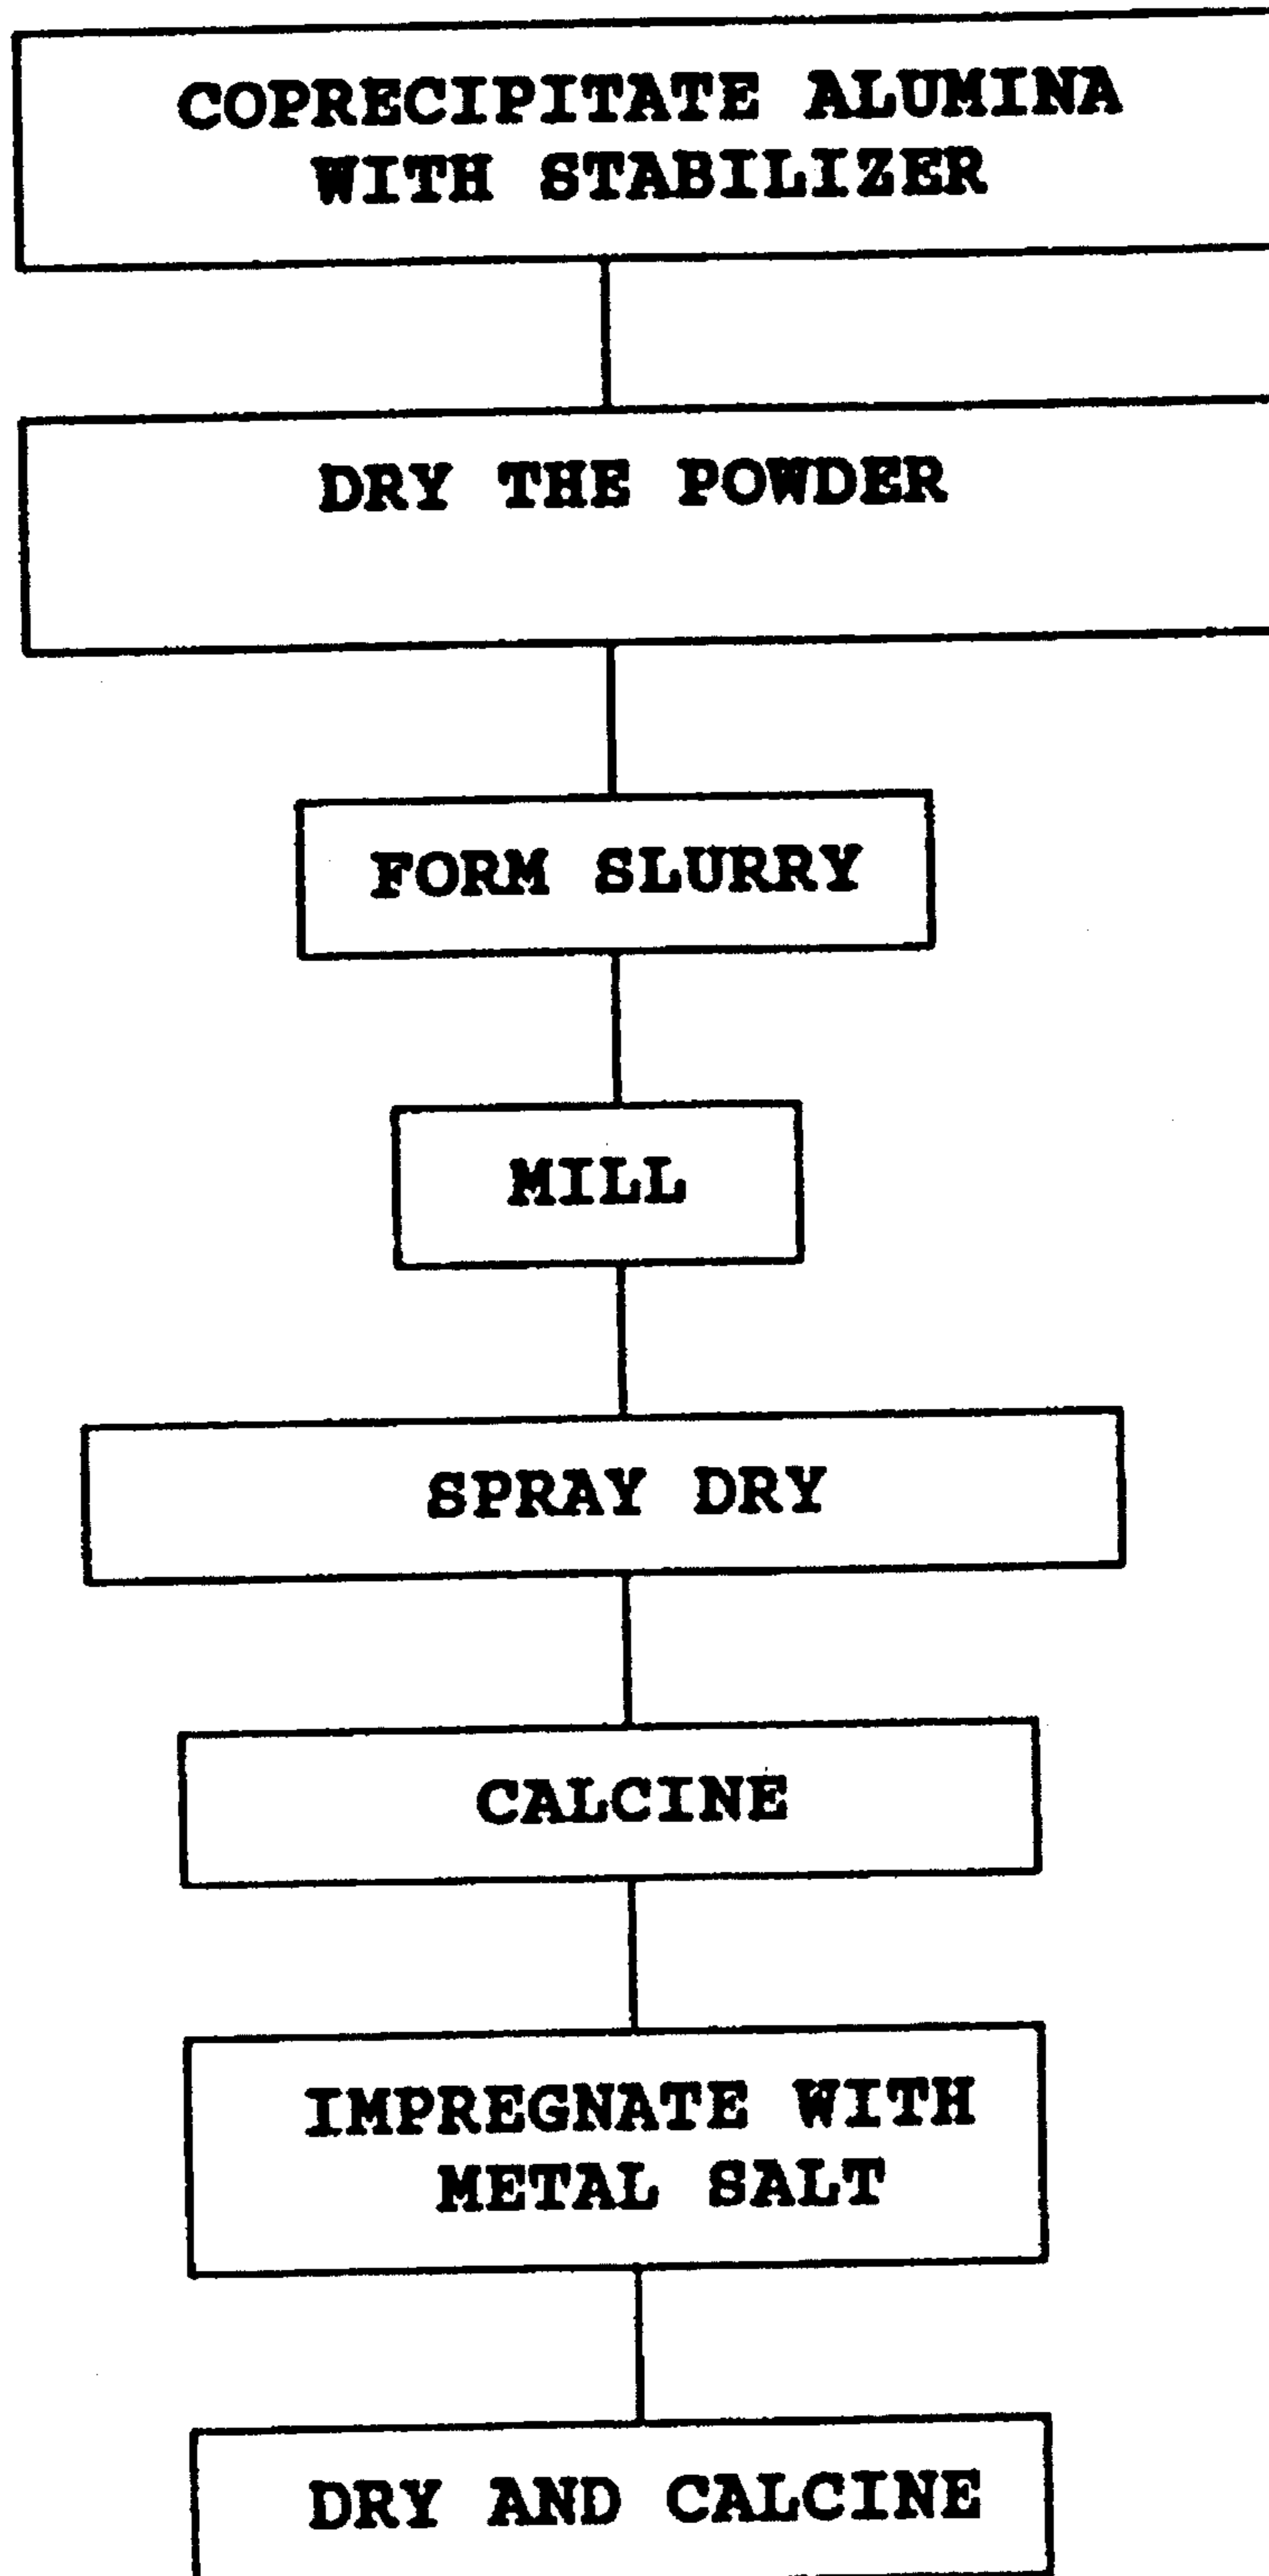 COPRECIPITATE ALUMINA
WITH STABILIZER
DRY THE POWDER
FORM SLURRY
MILL
SPRAY DRY
CALCINE
IMPREGNATE WITH
METAL SALT
DRY AND CALCINE